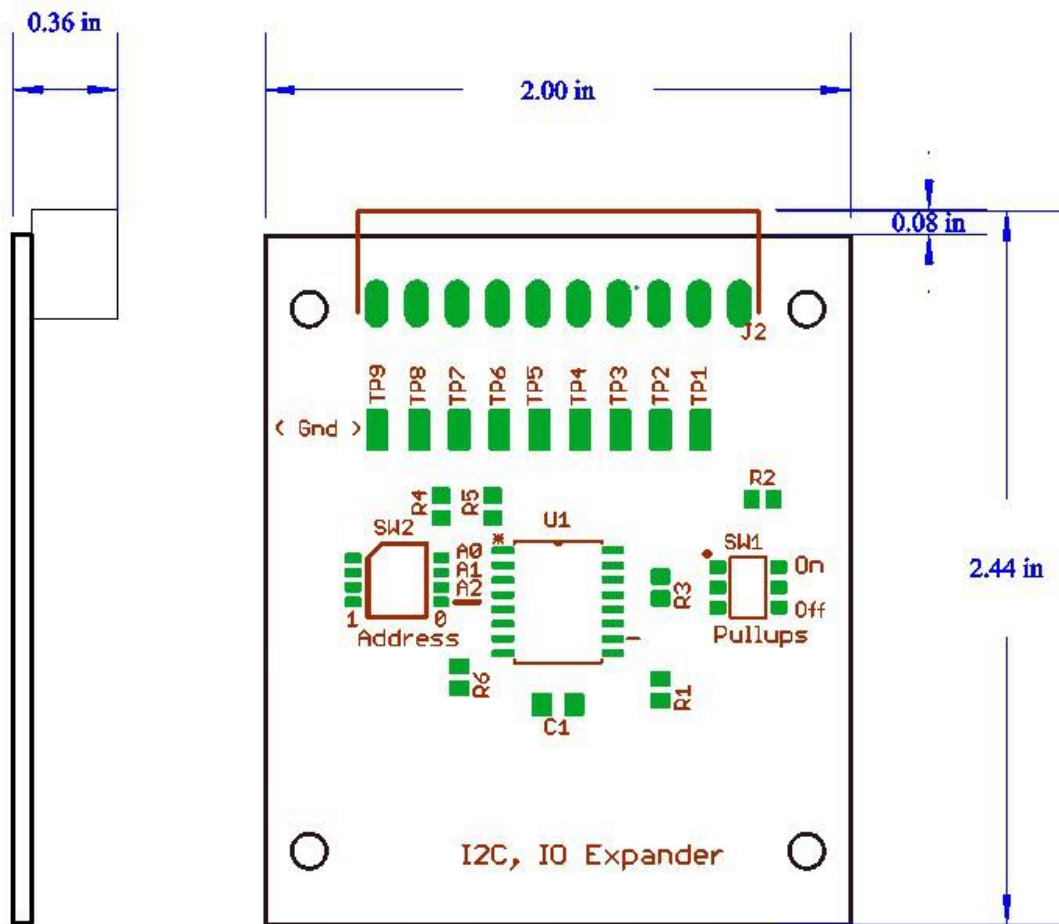 0.36 in
2.00 in
0.08 in
J2
TP9 TP8 TP7 TP6 TP5 TP4 TP3 TP2 TP1
< Gnd >
R2
R4 R5
U1
SW2
*
SW1
A0
A1
A2
On
2.44 in
R3
Off
1 0
Address
Pullups
R6
R1
C1
I2C, IO Expander